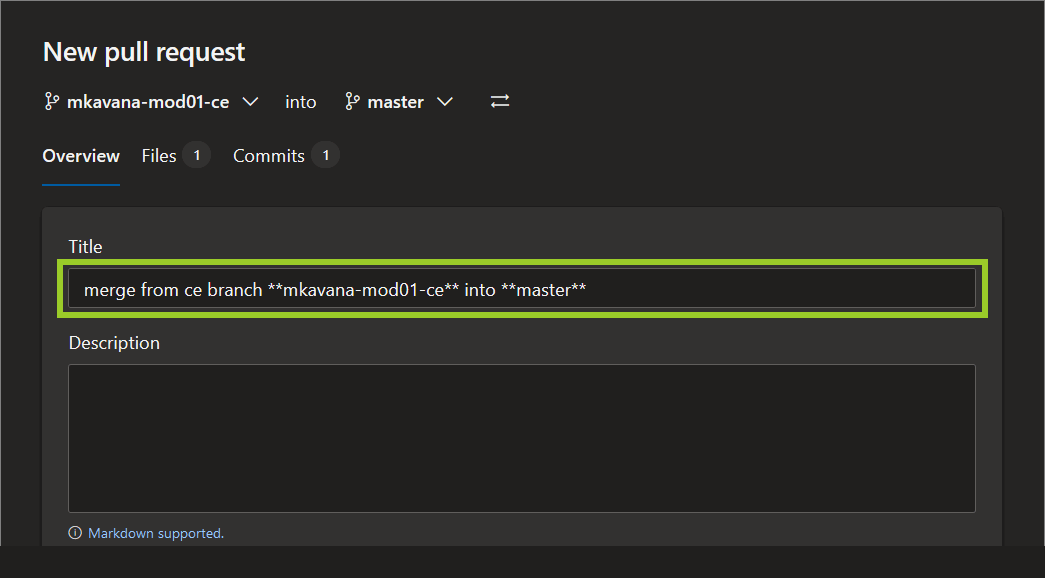 New pull request
mkavana-mod01-ce into master
Overview Files 1 Commits 1
Title
merge from ce branch **mkavana-mod01-ce** into **master**
Description
Markdown supported.